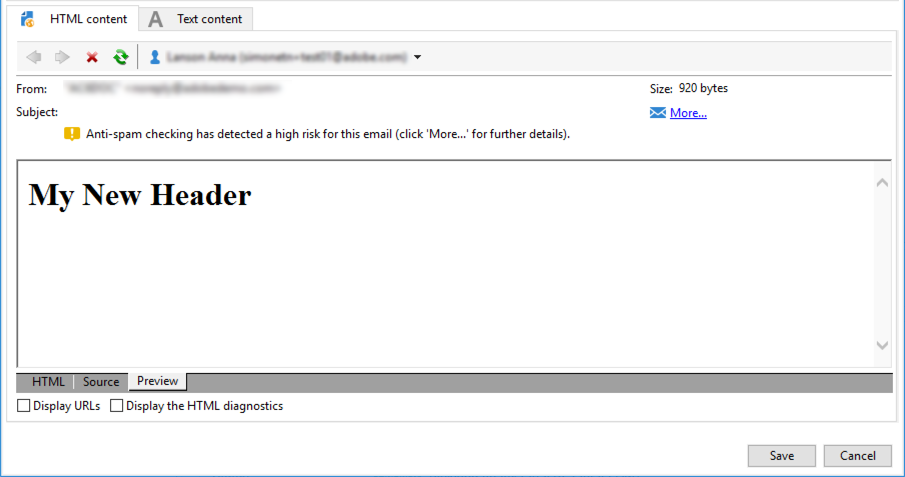 HTML content
Text content
From:
Size: 920 bytes
Subject:
More...
Anti-spam checking has detected a high risk for this email (click 'More...' for further details).
My New Header
HTML Source Preview
Display URLs Display the HTML diagnostics
Save Cancel